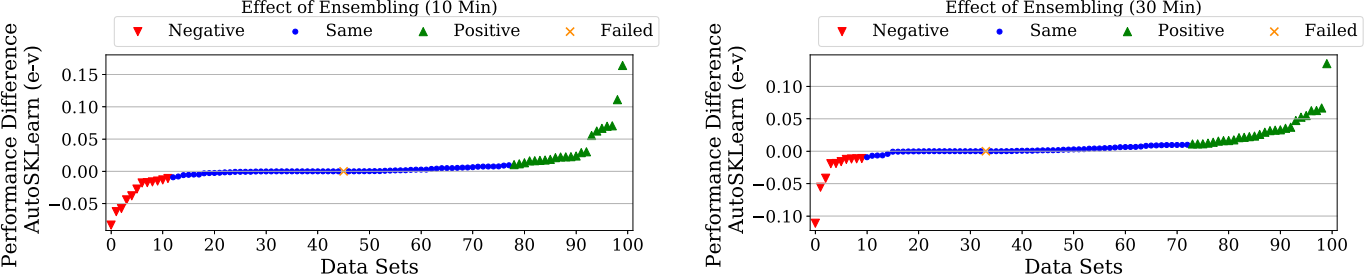 Effect of Ensembling (10 Min)
Negative Same Positive Failed
Performance Difference
AutoSKLearn (e-v)
0.15
0.10
0.05
0.00
−0.05
0 10 20 30 40 50 60 70 80 90 100
Data Sets
Effect of Ensembling (30 Min)
Negative Same Positive Failed
Performance Difference
AutoSKLearn (e-v)
0.10
0.05
0.00
−0.05
−0.10
0 10 20 30 40 50 60 70 80 90 100
Data Sets